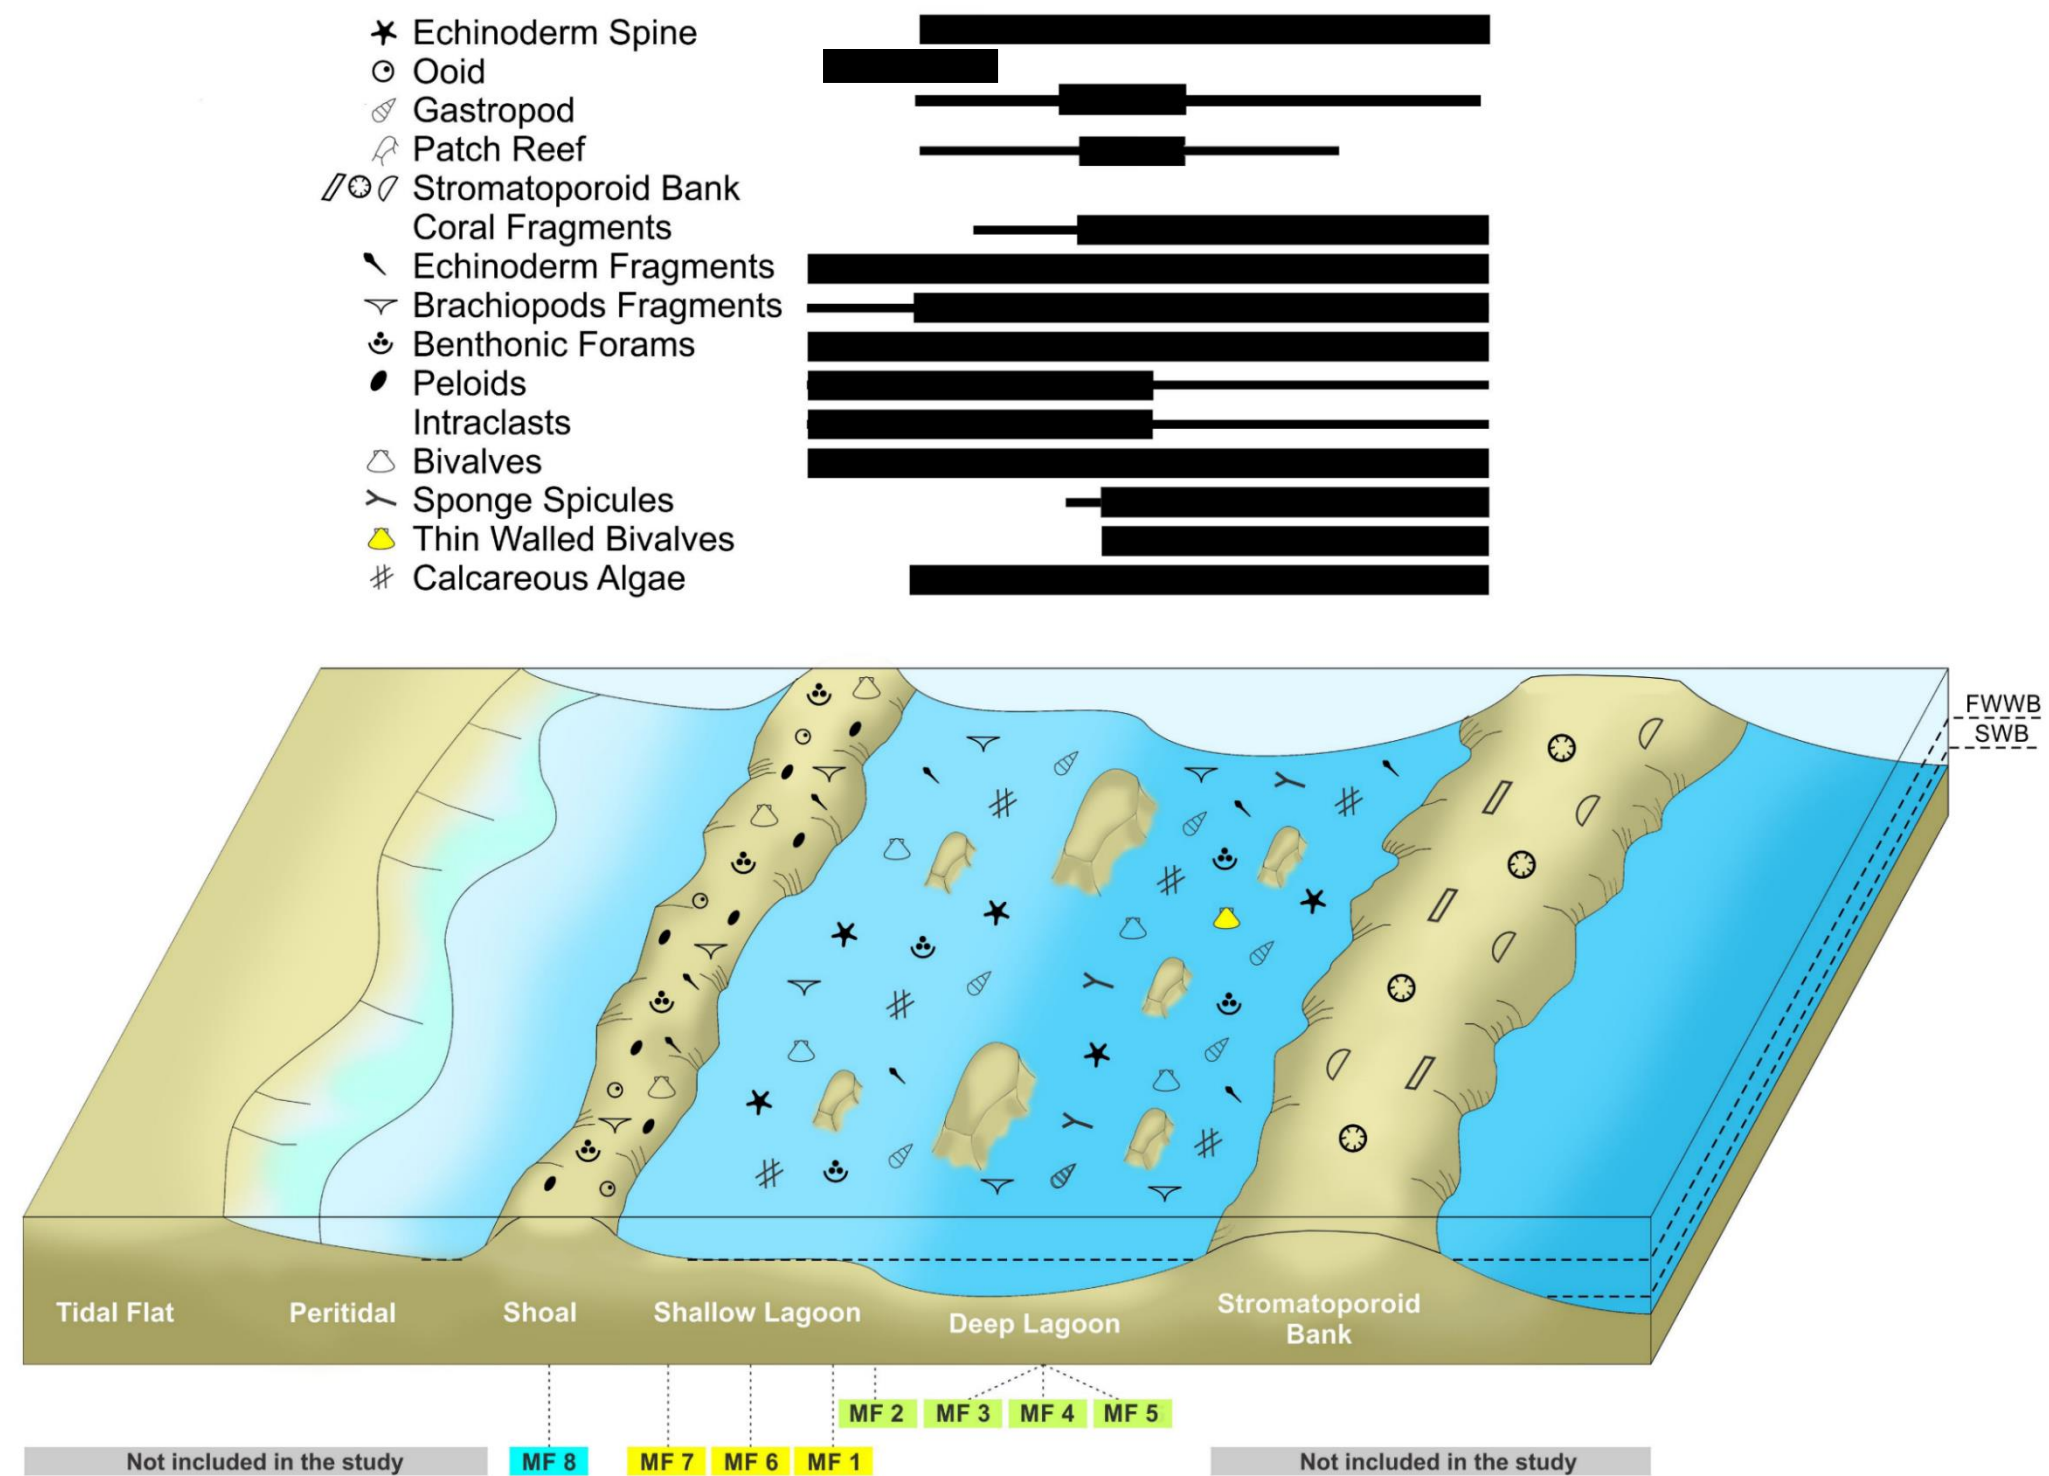 Echinoderm Spine
Ooid
Gastropod
Patch Reef
Stromatoporoid Bank
Coral Fragments
Echinoderm Fragments
Brachiopods Fragments
Benthonic Forams
Peloids
Intraclasts
Bivalves
Sponge Spicules
Thin Walled Bivalves
Calcareous Algae
FWWB
SWB
Tidal Flat
Peritidal
Shoal
Shallow Lagoon
Deep Lagoon
Stromatoporoid
Bank
MF 2
MF 3
MF 4
MF 5
Not included in the study
MF 8
MF 7
MF 6
MF 1
Not included in the study